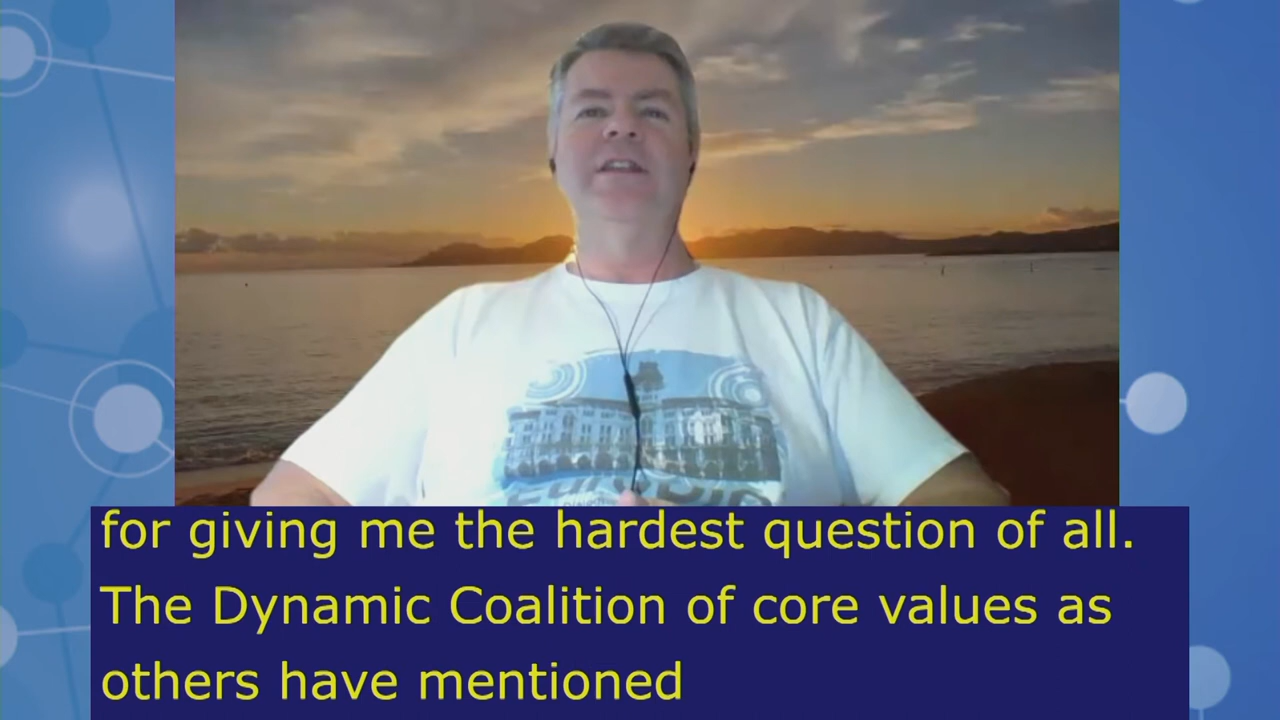 for giving me the hardest question of all.
The Dynamic Coalition of core values as
others have mentioned